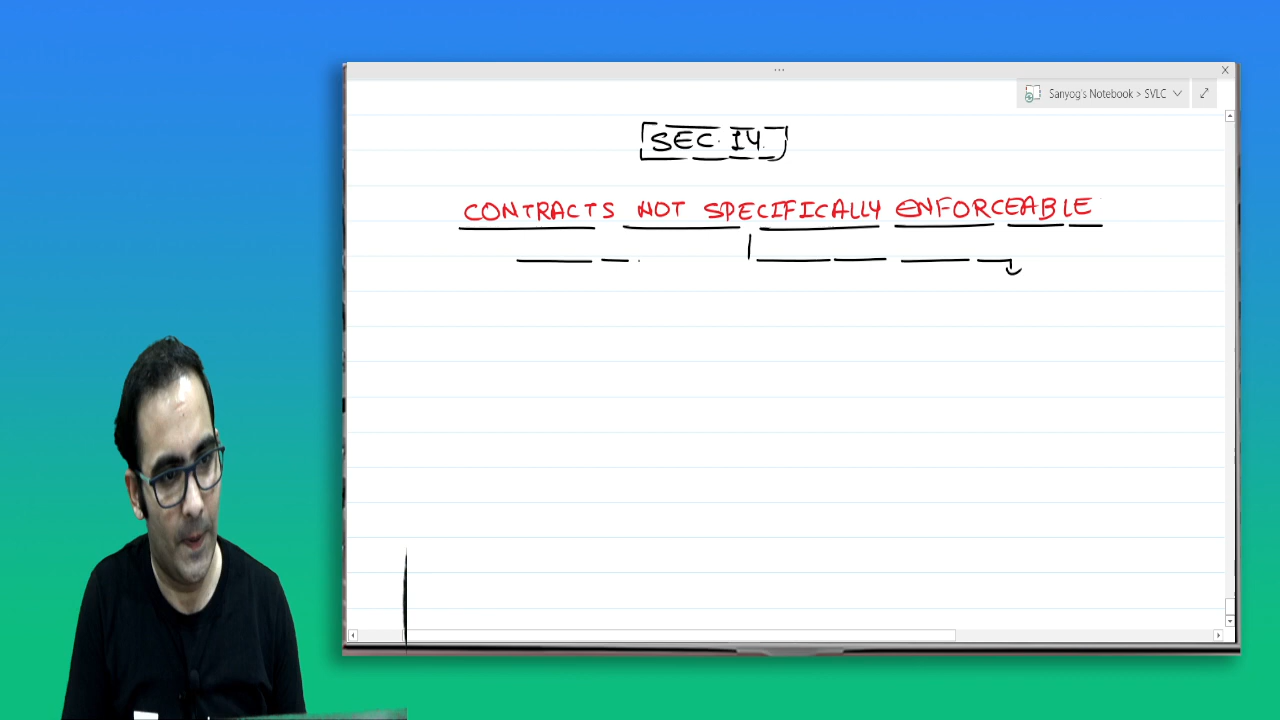 Sanyog's Notebook > SVLC
SEC. 14
CONTRACTS NOT SPECIFICALLY ENFORCEABLE